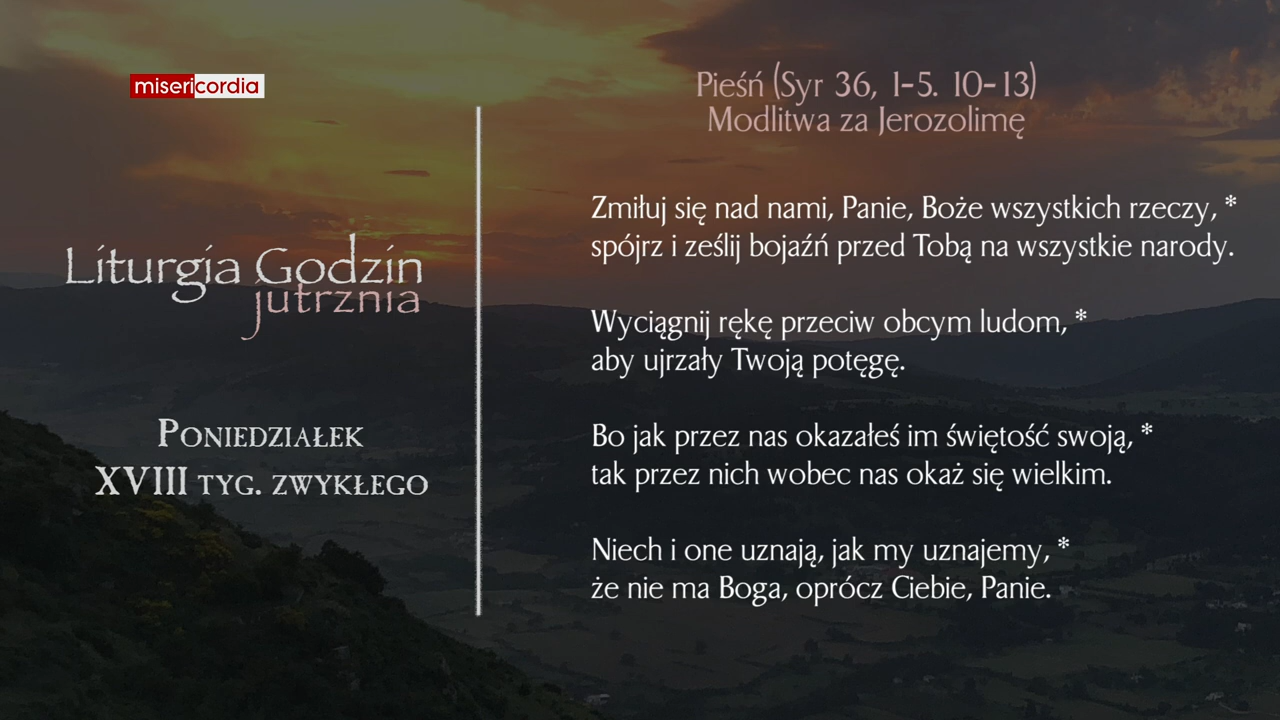 misericordia
Liturgia Godzin
jutrznia
Poniedziałek
XVIII tyg. zwykłego
Pieśń (Syr 36, 1-5. 10-13)
Modlitwa za Jerozolimę
Zmiłuj się nad nami, Panie, Boże wszystkich rzeczy, *
spójrz i ześlij bojaźń przed Tobą na wszystkie narody.
Wyciągnij rękę przeciw obcym ludom, *
aby ujrzały Twoją potęgę.
Bo jak przez nas okazałeś im świętość swoją, *
tak przez nich wobec nas okaż się wielkim.
Niech i one uznają, jak my uznajemy, *
że nie ma Boga, oprócz Ciebie, Panie.